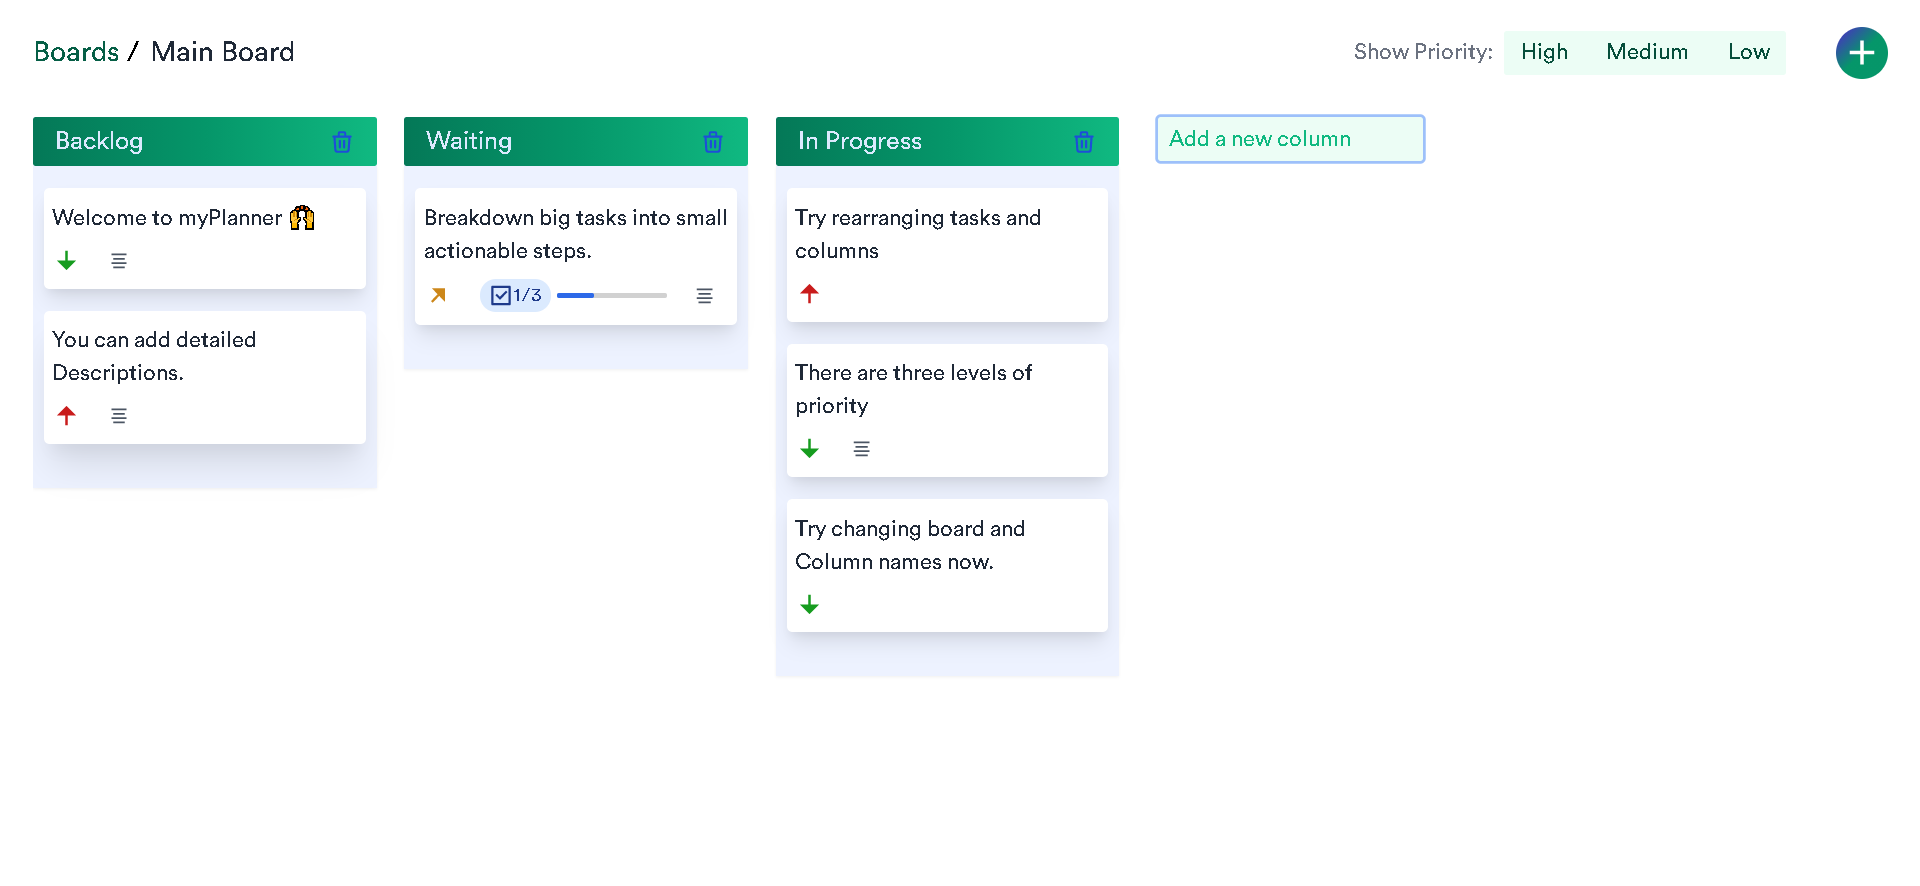 Boards / Main Board
Show Priority: High Medium Low
Backlog
Welcome to myPlanner 🙌
You can add detailed
Descriptions.
Waiting
Breakdown big tasks into small
actionable steps.
1/3
In Progress
Try rearranging tasks and
columns
There are three levels of
priority
Try changing board and
Column names now.
Add a new column